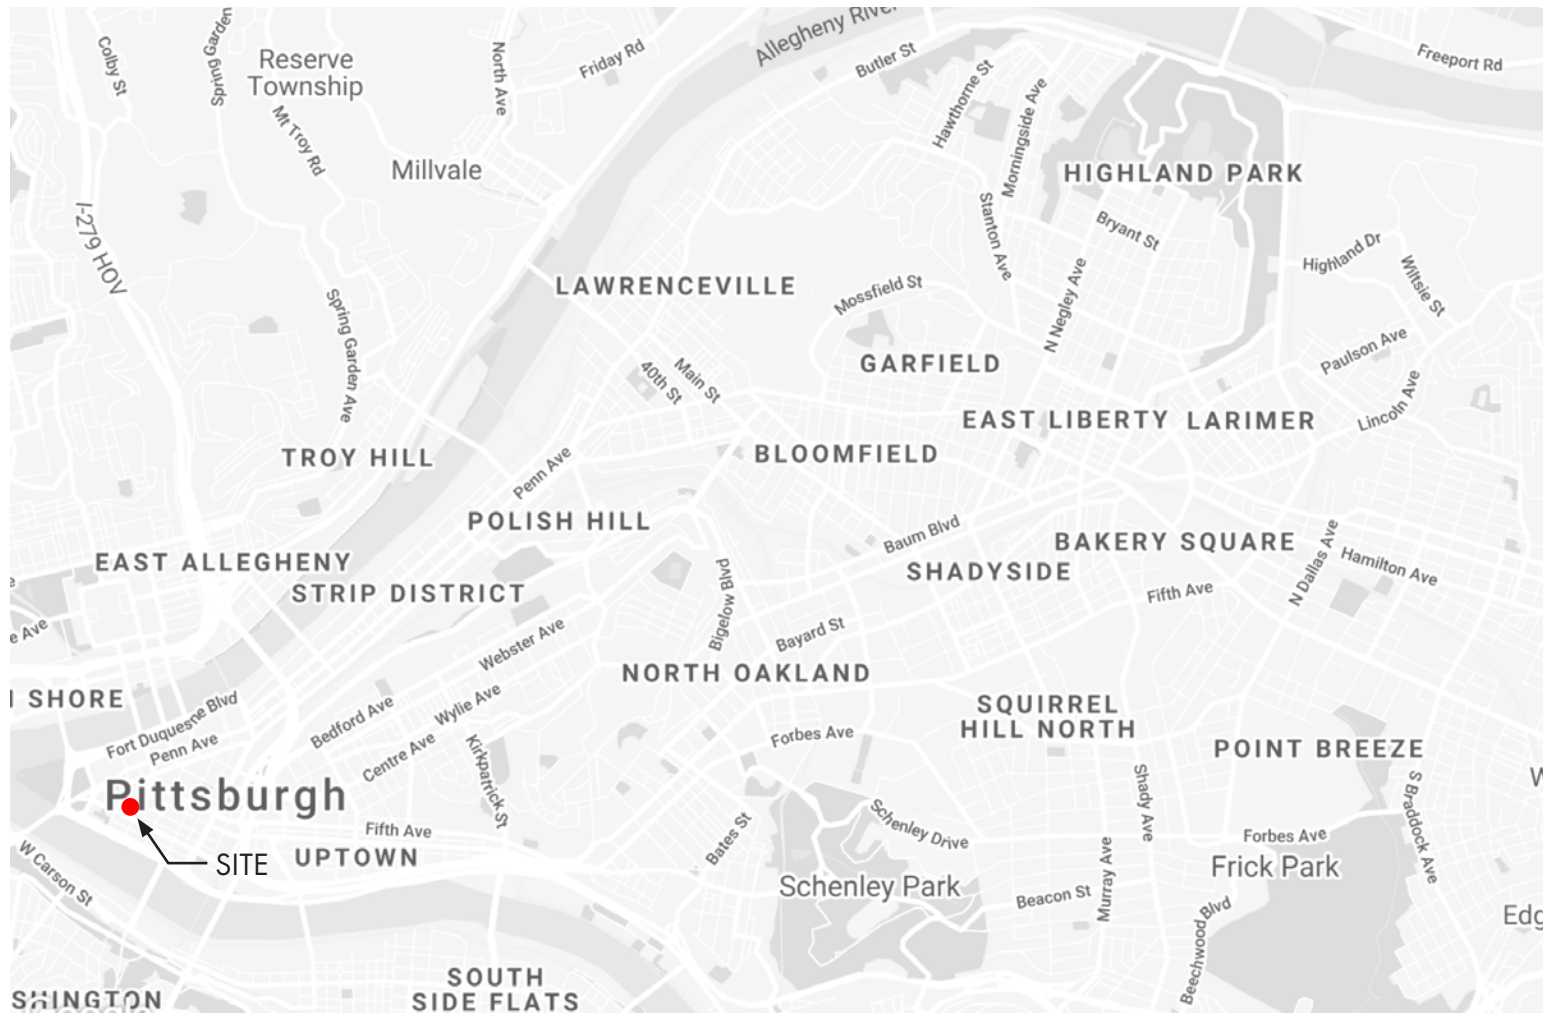 Allegheny River
Spring Garden
Colby St
North Ave
Friday Rd
Butler St
Freeport Rd
Reserve
Township
Hawthorne St
Morningside Ave
Mt Troy Rd
Millvale
HIGHLAND PARK
I-279 HOV
Stanton Ave
Bryant St
Highland Dr
Wiltsie St
LAWRENCEVILLE
Mossfield St
N Negley Ave
Spring Garden Ave
Paulson Ave
GARFIELD
40th St
Main St
Lincoln Ave
EAST LIBERTY
LARIMER
TROY HILL
BLOOMFIELD
Penn Ave
POLISH HILL
Baum Blvd
BAKERY SQUARE
EAST ALLEGHENY
SHADYSIDE
N Dallas Ave
Hamilton Ave
STRIP DISTRICT
Fifth Ave
Bigelow Blvd
Ave
Webster Ave
Bayard St
NORTH OAKLAND
SHORE
Fort Duquesne Blvd
Penn Ave
Bedford Ave
Wylie Ave
Centre Ave
Kirkpatrick St
SQUIRREL
HILL NORTH
Forbes Ave
POINT BREEZE
Pittsburgh
Shady Ave
S Braddock Ave
Fifth Ave
Bates St
Schenley Drive
Forbes Ave
SITE
UPTOWN
Frick Park
W Carson St
Schenley Park
Beacon St
Murray Ave
Beechwood Blvd
Edg
SOUTH
SIDE FLATS
SHINGTON